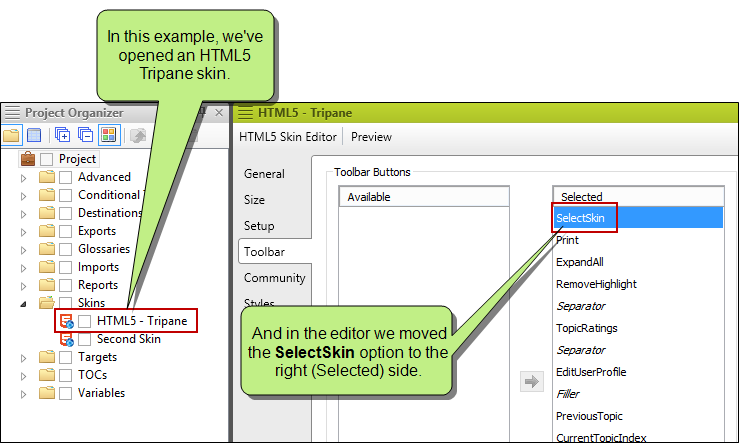 In this example, we've
opened an HTML5
Tripane skin.
Project Organizer
Project
Advanced
Conditional
Destinations
Exports
Glossaries
Imports
Reports
Skins
HTML5 - Tripane
Second Skin
Targets
TOCs
Variables
HTML5 - Tripane
HTML5 Skin Editor
Preview
General
Size
Setup
Toolbar
Community
Styles
Toolbar Buttons
Available
Selected
SelectSkin
Print
ExpandAll
RemoveHighlight
Separator
TopicRatings
Separator
EditUserProfile
Filler
PreviousTopic
CurrentTopicIndex
And in the editor we moved
the SelectSkin option to the
right (Selected) side.